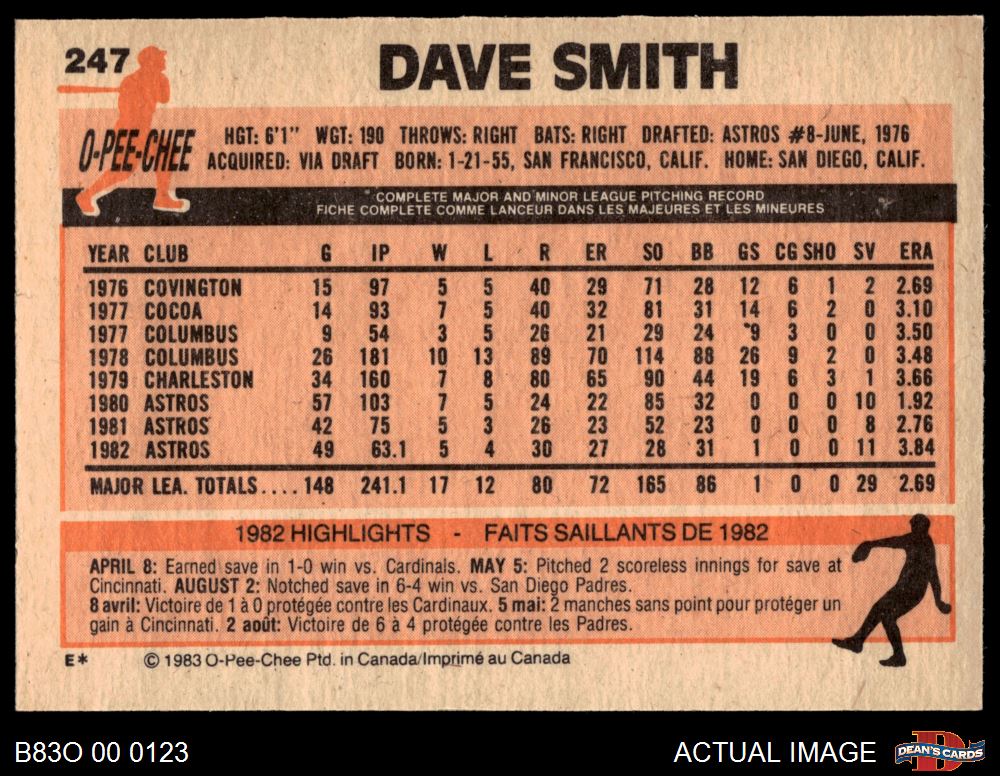 247
DAVE SMITH
O-PEE-CHEE
HGT: 6'1" WGT: 190 THROWS: RIGHT BATS: RIGHT DRAFTED: ASTROS #8-JUNE, 1976
ACQUIRED: VIA DRAFT BORN: 1-21-55, SAN FRANCISCO, CALIF. HOME: SAN DIEGO, CALIF.
COMPLETE MAJOR AND MINOR LEAGUE PITCHING RECORD
FICHE COMPLETE COMME LANCEUR DANS LES MAJEURES ET LES MINEURES
YEAR CLUB G IP W L R ER SO BB GS CG SHO SV ERA
1976 COVINGTON 15 97 5 5 40 29 71 28 12 6 1 2 2.69
1977 COCOA 14 93 7 5 40 32 81 31 14 6 2 0 3.10
1977 COLUMBUS 9 54 3 5 26 21 29 24 9 3 0 0 3.50
1978 COLUMBUS 26 181 10 13 89 70 114 88 26 9 2 0 3.48
1979 CHARLESTON 34 160 7 8 80 65 90 44 19 6 3 1 3.66
1980 ASTROS 57 103 7 5 24 22 85 32 0 0 0 10 1.92
1981 ASTROS 42 75 5 3 26 23 52 23 0 0 0 8 2.76
1982 ASTROS 49 63.1 5 4 30 27 28 31 1 0 0 11 3.84
MAJOR LEA. TOTALS.... 148 241.1 17 12 80 72 165 86 1 0 0 29 2.69
1982 HIGHLIGHTS - FAITS SAILLANTS DE 1982
APRIL 8: Earned save in 1-0 win vs. Cardinals. MAY 5: Pitched 2 scoreless innings for save at
Cincinnati. AUGUST 2: Notched save in 6-4 win vs. San Diego Padres.
8 avril: Victoire de 1 à 0 protégée contre les Cardinaux. 5 mai: 2 manches sans point pour protéger un
gain à Cincinnati. 2 août: Victoire de 6 à 4 protégée contre les Padres.
E* © 1983 O-Pee-Chee Ptd. in Canada/Imprimé au Canada
B83O 00 0123
ACTUAL IMAGE
DEAN'S CARDS